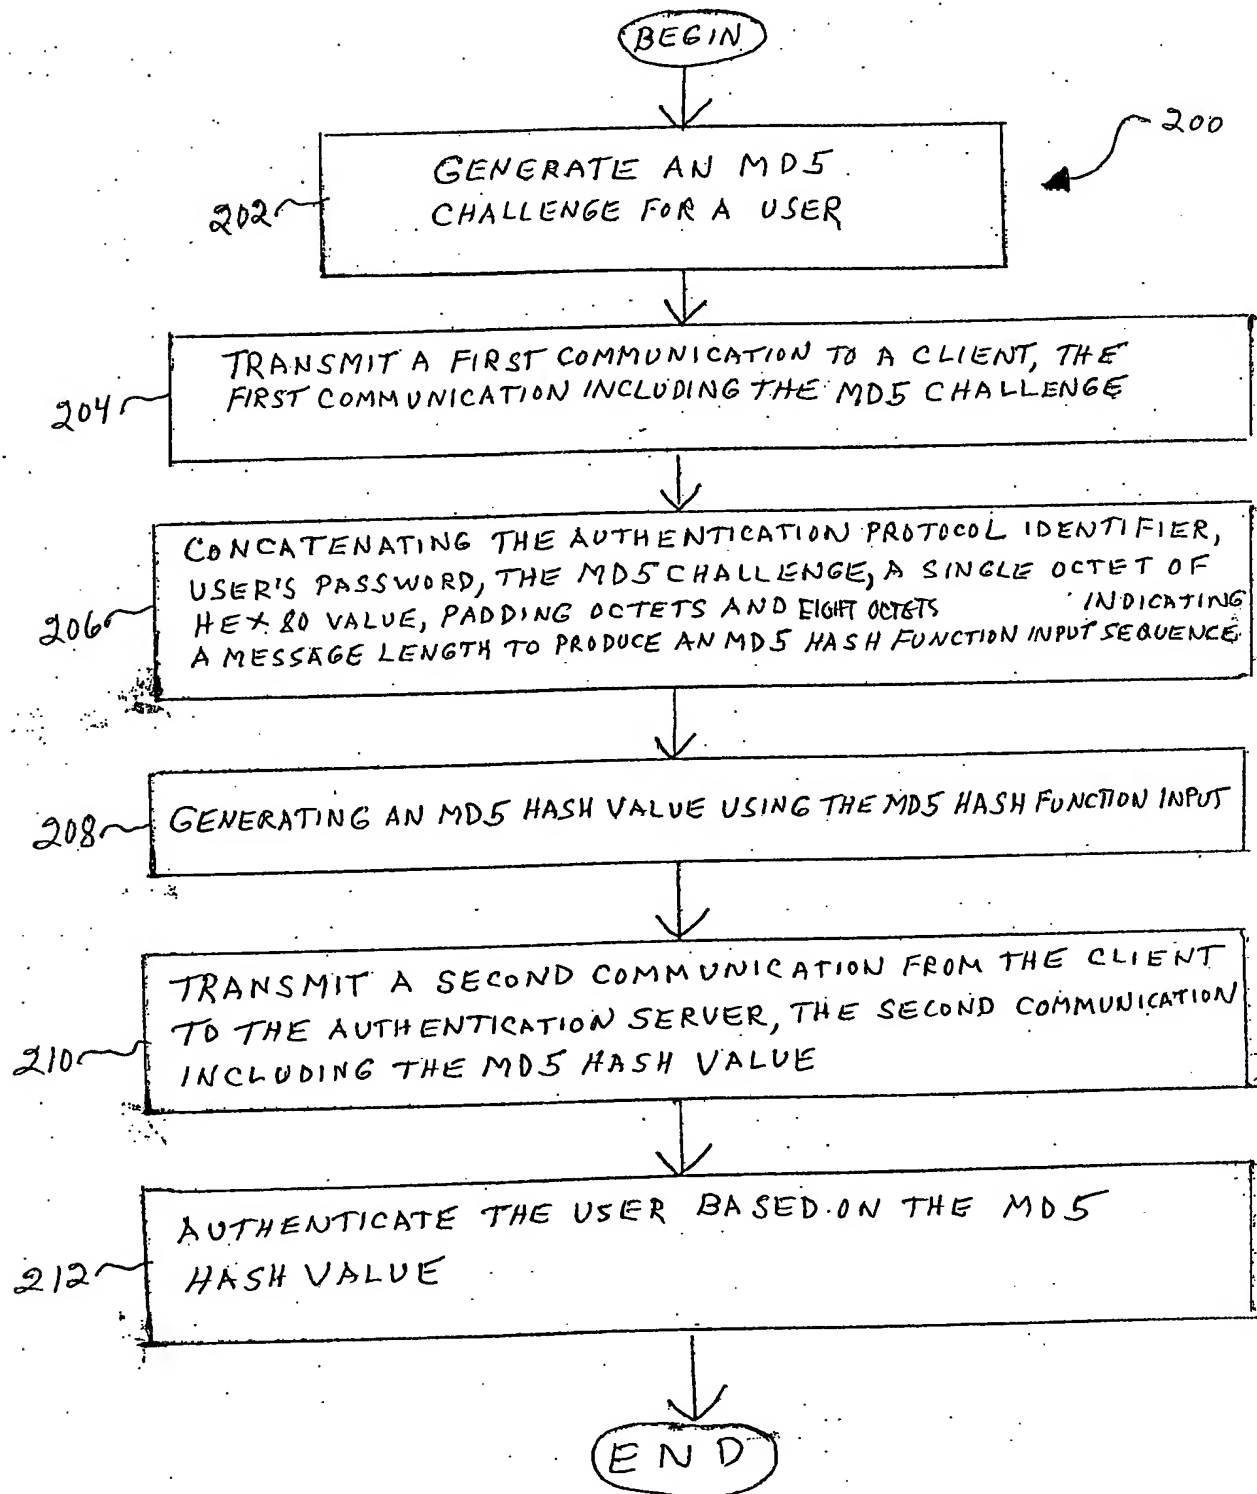 BEGIN
200
GENERATE AN MD5
CHALLENGE FOR A USER
202
TRANSMIT A FIRST COMMUNICATION TO A CLIENT, THE
FIRST COMMUNICATION INCLUDING THE MD5 CHALLENGE
204
CONCATENATING THE AUTHENTICATION PROTOCOL IDENTIFIER,
USER'S PASSWORD, THE MD5 CHALLENGE, A SINGLE OCTET OF
HEX 80 VALUE, PADDING OCTETS AND EIGHT OCTETS INDICATING
A MESSAGE LENGTH TO PRODUCE AN MD5 HASH FUNCTION INPUT SEQUENCE
206
GENERATING AN MD5 HASH VALUE USING THE MD5 HASH FUNCTION INPUT
208
TRANSMIT A SECOND COMMUNICATION FROM THE CLIENT
TO THE AUTHENTICATION SERVER, THE SECOND COMMUNICATION
INCLUDING THE MD5 HASH VALUE
210
AUTHENTICATE THE USER BASED ON THE MD5
HASH VALUE
212
END